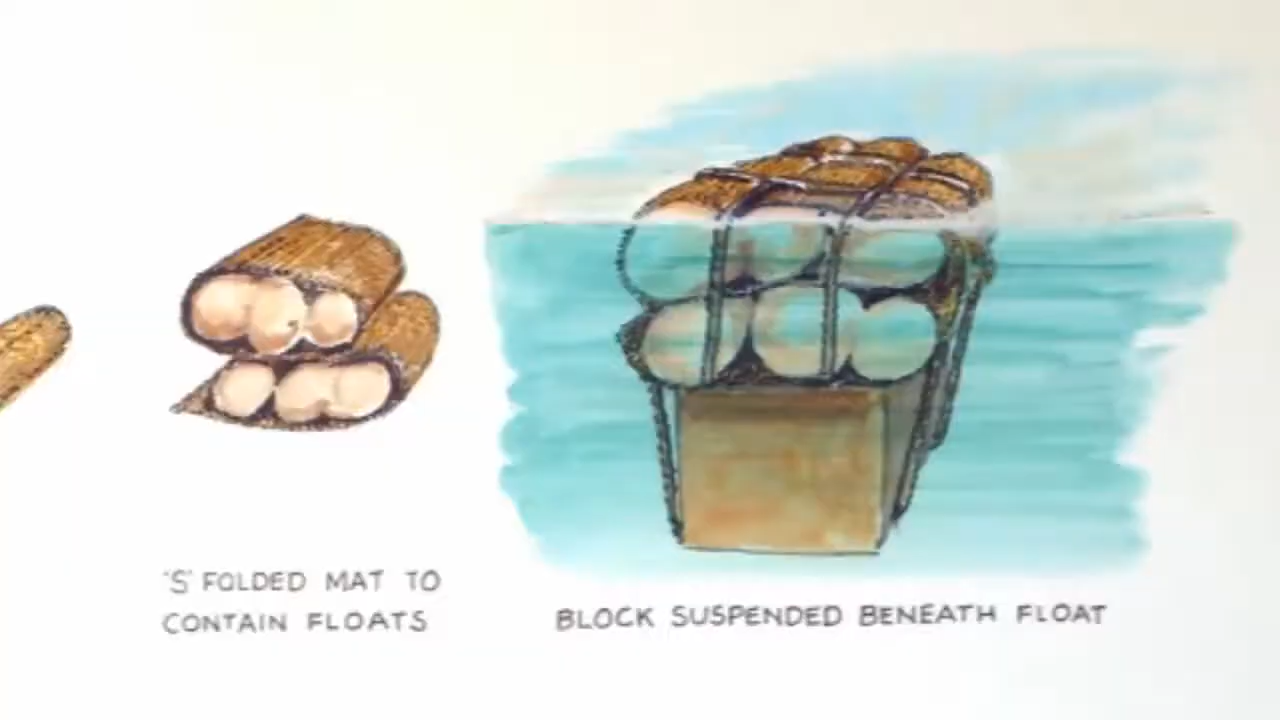 'S' FOLDED MAT TO
CONTAIN FLOATS
BLOCK SUSPENDED BENEATH FLOAT